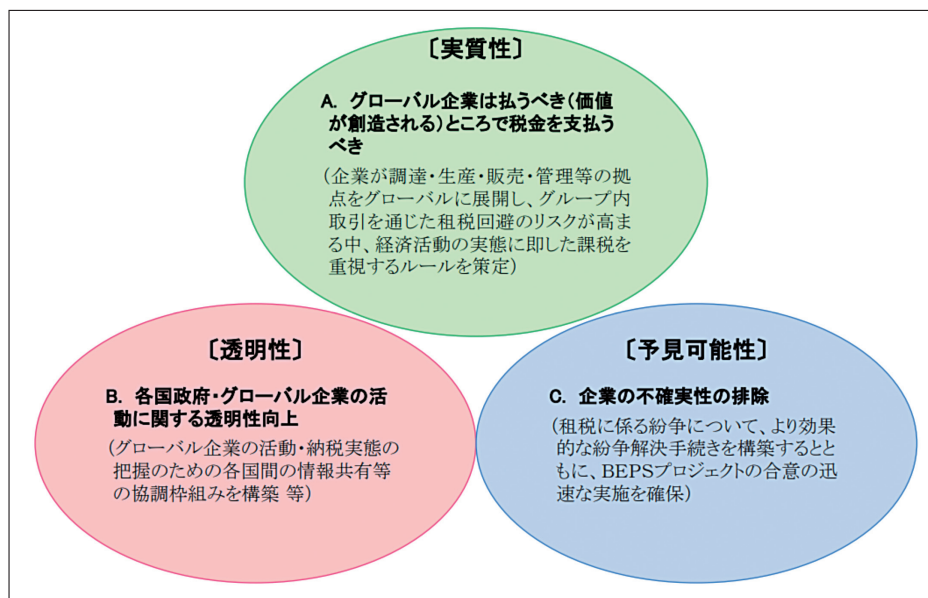 〔実質性〕
A. グローバル企業は払うべき（価値
が創造される）ところで税金を支払う
べき
（企業が調達・生産・販売・管理等の拠
点をグローバルに展開し、グループ内
取引を通じた租税回避のリスクが高ま
る中、経済活動の実態に即した課税を
重視するルールを策定）
〔透明性〕
B. 各国政府・グローバル企業の活
動に関する透明性向上
（グローバル企業の活動・納税実態の
把握のための各国間の情報共有等
の協調枠組みを構築 等）
〔予見可能性〕
C. 企業の不確実性の排除
（租税に係る紛争について、より効果
的な紛争解決手続きを構築するとと
もに、BEPSプロジェクトの合意の迅
速な実施を確保）